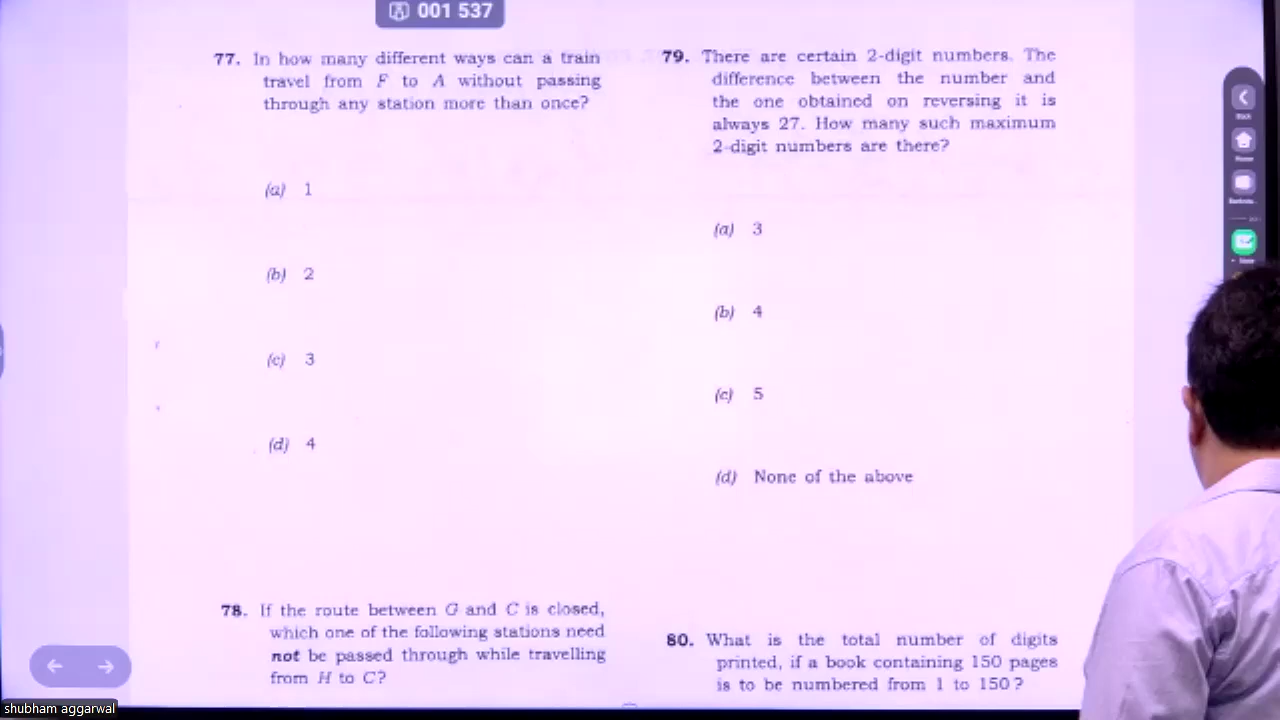 001 537
77. In how many different ways can a train
travel from F to A without passing
through any station more than once?
(a) 1
(b) 2
(c) 3
(d) 4
78. If the route between G and C is closed,
which one of the following stations need
not be passed through while travelling
from H to C?
79. There are certain 2-digit numbers. The
difference between the number and
the one obtained on reversing it is
always 27. How many such maximum
2-digit numbers are there?
(a) 3
(b) 4
(c) 5
(d) None of the above
80. What is the total number of digits
printed, if a book containing 150 pages
is to be numbered from 1 to 150?
Back
Home
shubham aggarwal